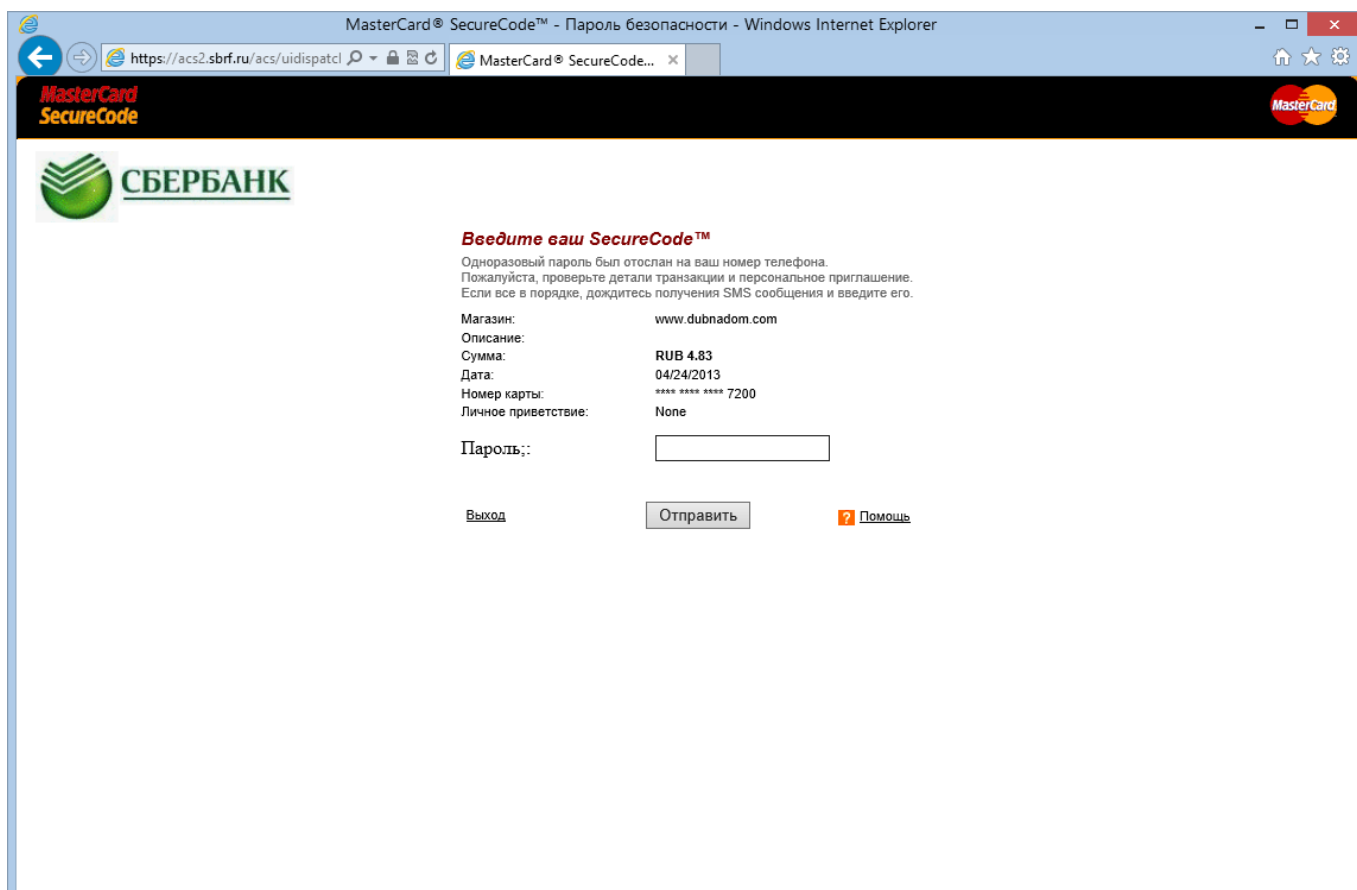 MasterCard® SecureCode™ - Пароль безопасности - Windows Internet Explorer
https://acs2.sbrf.ru/acs/uidispatcl
MasterCard® SecureCode...
MasterCard
SecureCode
MasterCard
СБЕРБАНК
Введите ваш SecureCode™
Одноразовый пароль был отослан на ваш номер телефона.
Пожалуйста, проверьте детали транзакции и персональное приглашение.
Если все в порядке, дождитесь получения SMS сообщения и введите его.
Магазин: www.dubnadom.com
Описание:
Сумма: RUB 4.83
Дата: 04/24/2013
Номер карты: **** **** **** 7200
Личное приветствие: None
Пароль;:
Выход Отправить ? Помощь